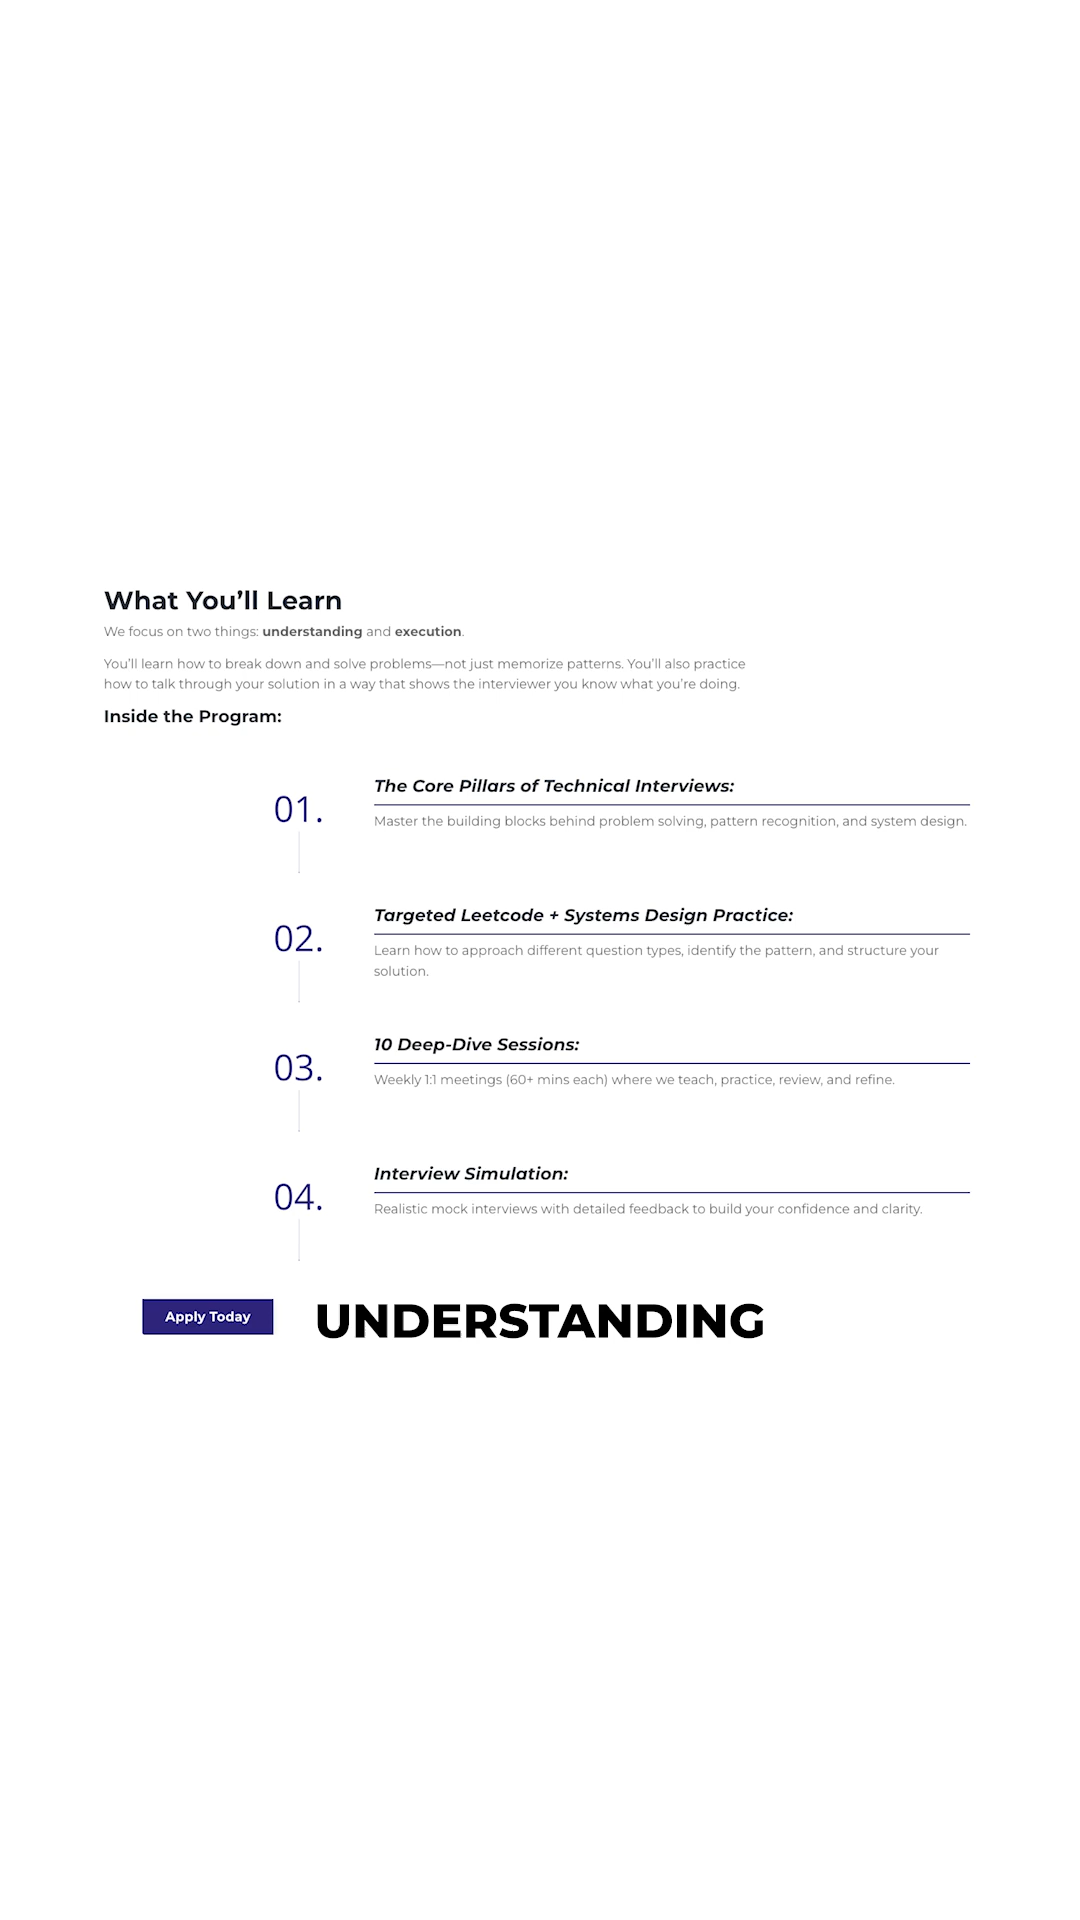 What You’ll Learn
We focus on two things: understanding and execution.
You’ll learn how to break down and solve problems—not just memorize patterns. You’ll also practice
how to talk through your solution in a way that shows the interviewer you know what you’re doing.
Inside the Program:
01.
The Core Pillars of Technical Interviews:
Master the building blocks behind problem solving, pattern recognition, and system design.
02.
Targeted Leetcode + Systems Design Practice:
Learn how to approach different question types, identify the pattern, and structure your
solution.
03.
10 Deep-Dive Sessions:
Weekly 1:1 meetings (60+ mins each) where we teach, practice, review, and refine.
04.
Interview Simulation:
Realistic mock interviews with detailed feedback to build your confidence and clarity.
Apply Today
UNDERSTANDING